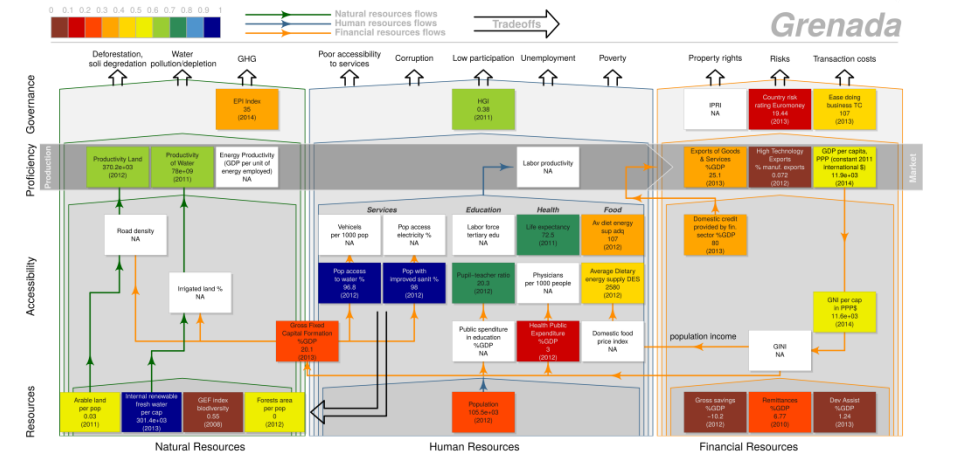 0 0.1 0.2 0.3 0.4 0.5 0.6 0.7 0.8 0.9 1
Natural resources flows
Human resources flows
Financial resources flows
Tradeoffs
Grenada
Deforestation,
soil degredation
Water
pollution/depletion
GHG
Poor accessibility
to services
Corruption
Low participation
Unemployment
Poverty
Property rights
Risks
Transaction costs
Governance
EPI Index
35
(2014)
HGI
0.38
(2011)
IPRI
NA
Country risk
rating Euromoney
19.44
(2013)
Ease doing
business TC
107
(2013)
Proficiency
Production
Productivity Land
370.2e+03
(2012)
Productivity
of Water
78e+09
(2011)
Energy Productivity
(GDP per unit of
energy employed)
NA
Labor productivity
NA
Exports of Goods
& Services
%GDP
25.1
(2013)
High Technology
Exports
% manuf. exports
0.072
(2012)
GDP per capita,
PPP (constant 2011
international $)
11.9e+03
(2014)
Market
Accessibility
Services
Education
Health
Food
Road density
NA
Vehicels
per 1000 pop
NA
Pop access
electricity %
NA
Labor force
tertiary edu
NA
Life expectancy
72.5
(2011)
Av diet energy
sup adq
107
(2012)
Domestic credit
provided by fin.
sector %GDP
80
(2013)
Irrigated land %
NA
Pop access
to water %
96.8
(2012)
Pop with
improved sanit %
98
(2012)
Pupil-teacher ratio
20.3
(2012)
Physicians
per 1000 people
NA
Average Dietary
energy supply DES
2580
(2012)
GNI per cap
in PPP$
11.6e+03
(2014)
Gross Fixed
Capital Formation
%GDP
20.1
(2013)
Public spenditure
in education
%GDP
NA
Health Public
Expenditure
%GDP
3
(2012)
Domestic food
price index
NA
population income
GINI
NA
Resources
Arable land
per pop
0.03
(2011)
Internal renewable
fresh water
per cap
301.4e+03
(2013)
GEF index
biodiversity
0.55
(2008)
Forests area
per pop
0
(2012)
Population
105.5e+03
(2012)
Gross savings
%GDP
-10.2
(2012)
Remittances
%GDP
6.77
(2010)
Dev Assist
%GDP
1.24
(2013)
Natural Resources
Human Resources
Financial Resources